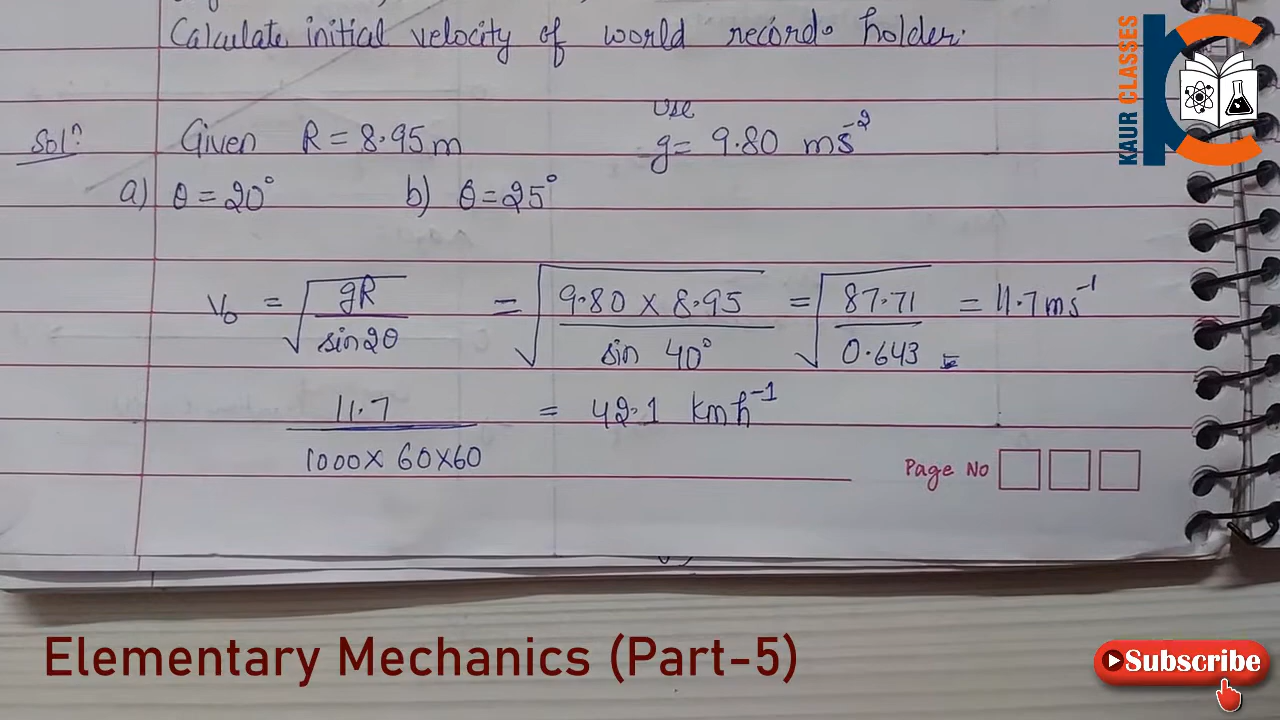 Calculate initial velocity of world record holder.
Sol?
Given R = 8.95m
use
g = 9.80 ms⁻²
a) θ = 20° b) θ = 25°
V₀ = √(gR / sin2θ) = √(9.80 × 8.95 / sin 40°) = √(87.71 / 0.643) = 11.7 ms⁻¹
11.7 / 1000 × 60×60 = 42.1 Kmh⁻¹
Page No
KAUR CLASSES
Elementary Mechanics (Part-5)
Subscribe